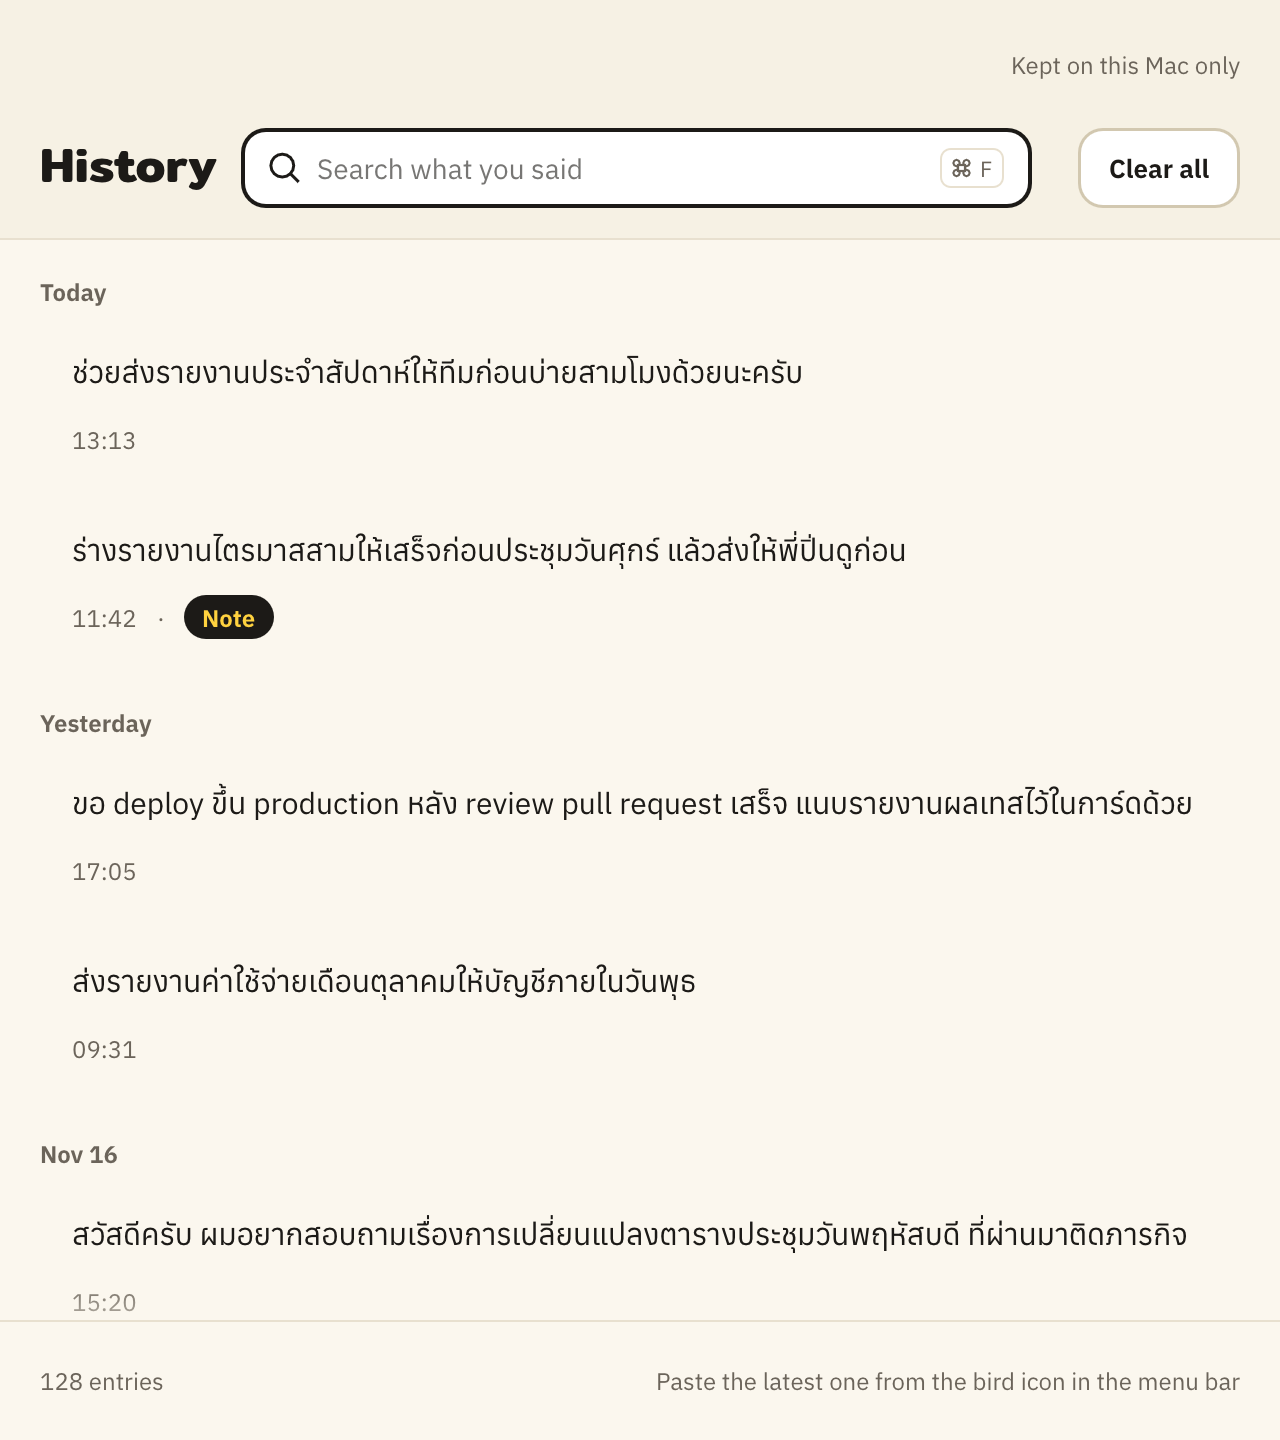 Kept on this Mac only
History
Search what you said
⌘ F
Clear all
Today
ช่วยส่งรายงานประจำสัปดาห์ให้ทีมก่อนบ่ายสามโมงด้วยนะครับ
13:13
ร่างรายงานไตรมาสสามให้เสร็จก่อนประชุมวันศุกร์ แล้วส่งให้พี่ปิ่นดูก่อน
11:42 · Note
Yesterday
ขอ deploy ขึ้น production หลัง review pull request เสร็จ แนบรายงานผลเทสไว้ในการ์ดด้วย
17:05
ส่งรายงานค่าใช้จ่ายเดือนตุลาคมให้บัญชีภายในวันพุธ
09:31
Nov 16
สวัสดีครับ ผมอยากสอบถามเรื่องการเปลี่ยนแปลงตารางประชุมวันพฤหัสบดี ที่ผ่านมาติดภารกิจ
15:20
128 entries
Paste the latest one from the bird icon in the menu bar